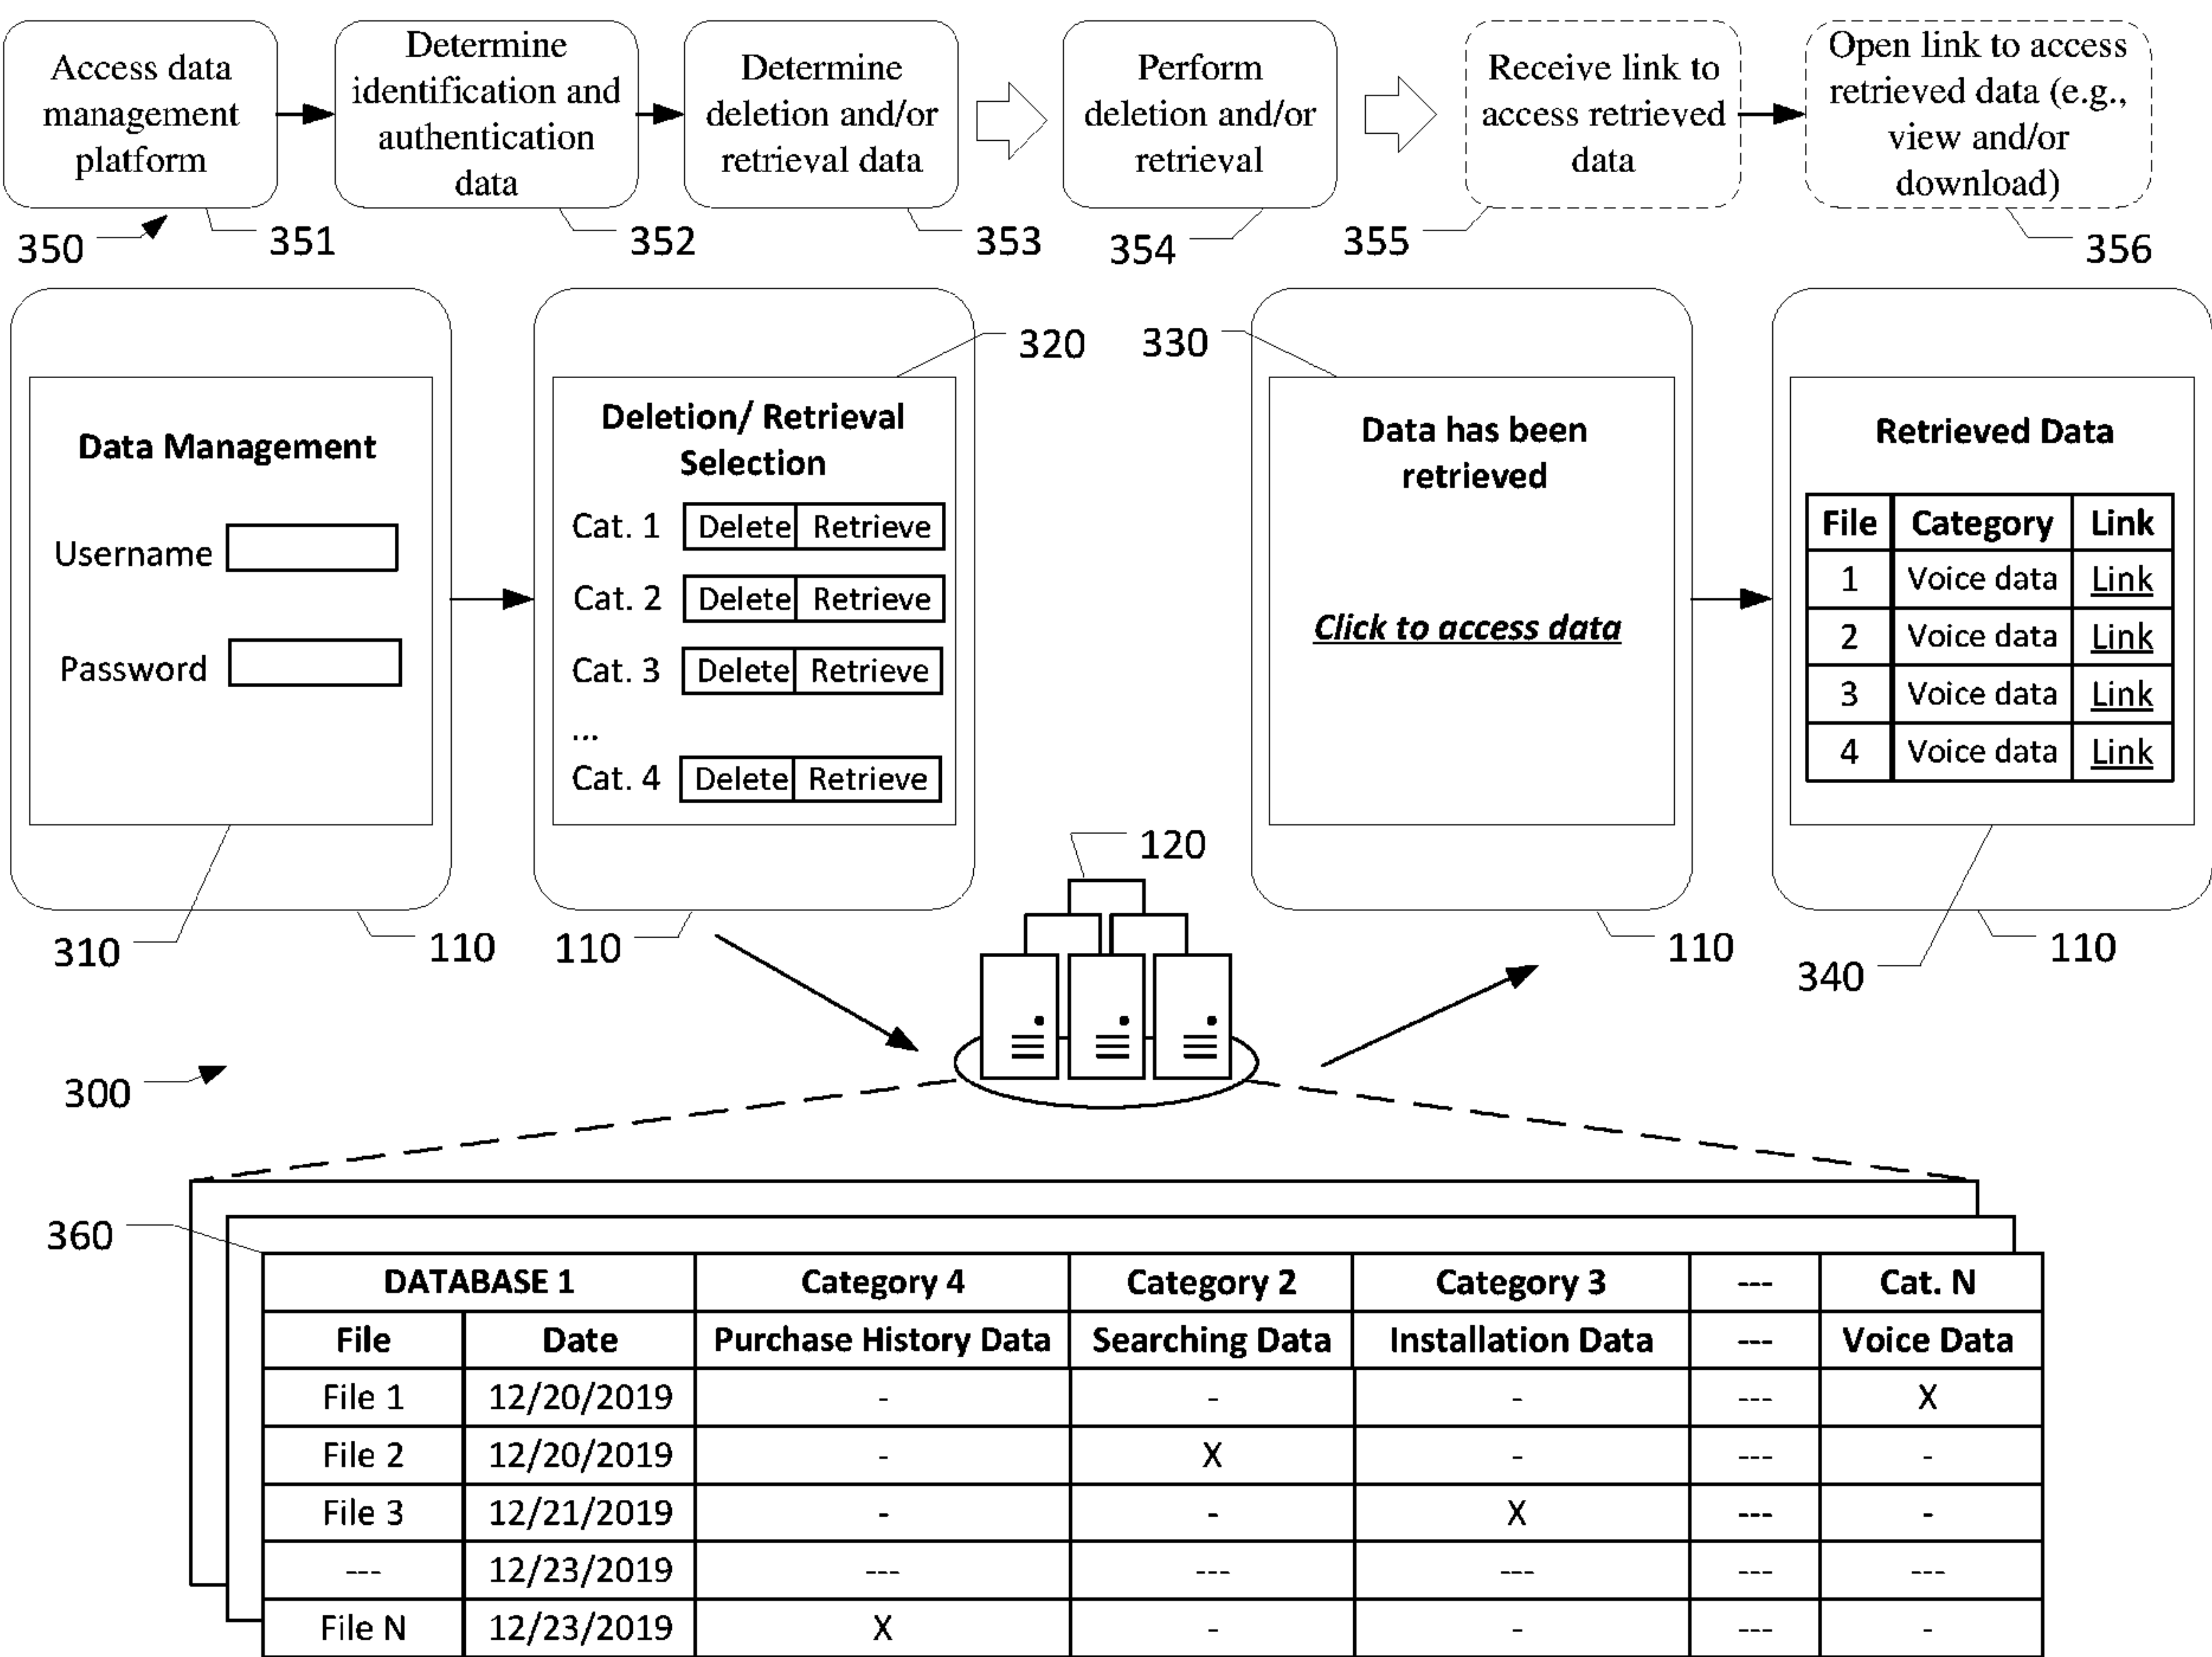 Access data
management
platform
Determine
identification and
authentication
data
Determine
deletion and/or
retrieval data
Perform
deletion and/or
retrieval
Receive link to
access retrieved
data
Open link to access
retrieved data (e.g.,
view and/or
download)
350
351
352
353
354
355
356
Data Management
Username
Password
310
110
320
Deletion/ Retrieval
Selection
Cat. 1 Delete Retrieve
Cat. 2 Delete Retrieve
Cat. 3 Delete Retrieve
...
Cat. 4 Delete Retrieve
110
120
330
Data has been
retrieved
Click to access data
110
Retrieved Data
File Category Link
1 Voice data Link
2 Voice data Link
3 Voice data Link
4 Voice data Link
340
110
300
360
DATABASE 1 Category 4 Category 2 Category 3 --- Cat. N
File Date Purchase History Data Searching Data Installation Data --- Voice Data
File 1 12/20/2019 - - - --- X
File 2 12/20/2019 - X - --- -
File 3 12/21/2019 - - X --- -
--- 12/23/2019 --- --- --- --- ---
File N 12/23/2019 X - - --- -